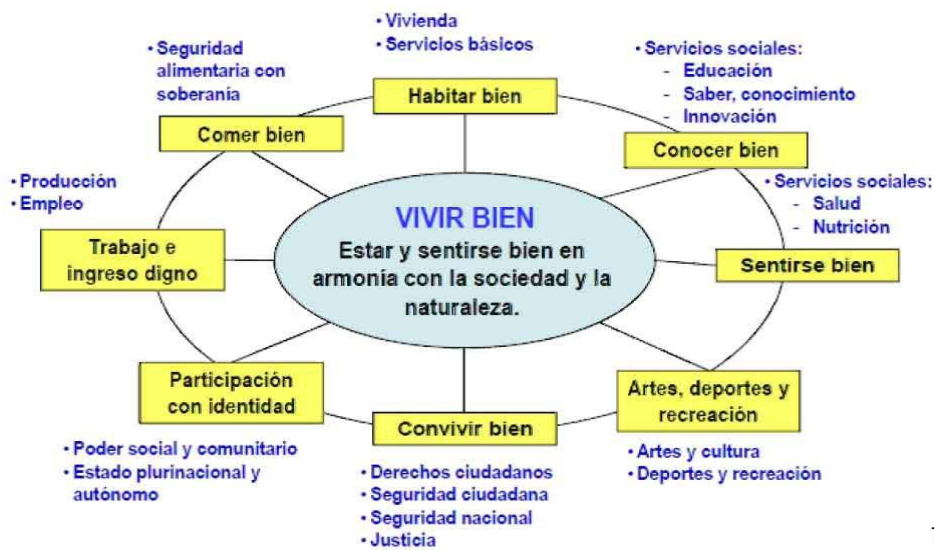 • Vivienda
• Servicios básicos
Habitar bien
• Seguridad
alimentaria con
soberanía
Comer bien
• Servicios sociales:
- Educación
- Saber, conocimiento
- Innovación
Conocer bien
• Producción
• Empleo
Trabajo e
ingreso digno
VIVIR BIEN
Estar y sentirse bien en
armonía con la sociedad y la
naturaleza.
• Servicios sociales:
- Salud
- Nutrición
Sentirse bien
Participación
con identidad
• Poder social y comunitario
• Estado plurinacional y
autónomo
Convivir bien
• Derechos ciudadanos
• Seguridad ciudadana
• Seguridad nacional
• Justicia
Artes, deportes y
recreación
• Artes y cultura
• Deportes y recreación